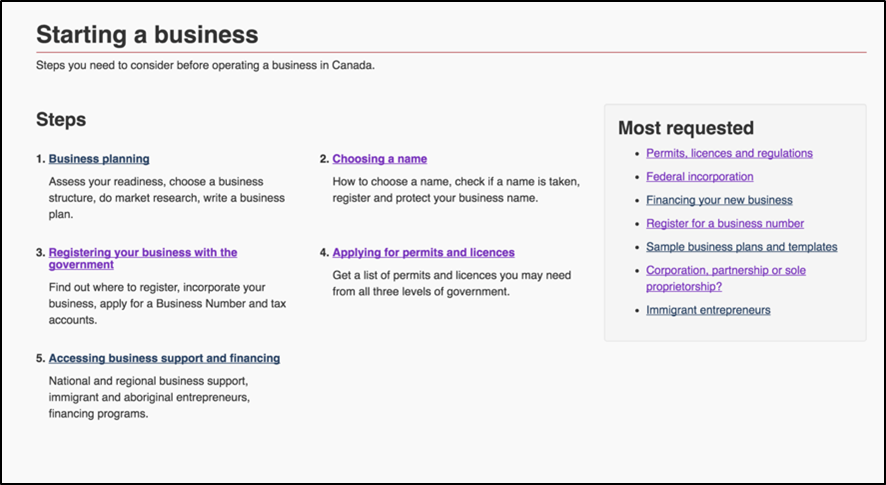 Starting a business
Steps you need to consider before operating a business in Canada.
Steps
1. Business planning
Assess your readiness, choose a business
structure, do market research, write a business
plan.
2. Choosing a name
How to choose a name, check if a name is taken,
register and protect your business name.
3. Registering your business with the
government
Find out where to register, incorporate your
business, apply for a Business Number and tax
accounts.
4. Applying for permits and licences
Get a list of permits and licences you may need
from all three levels of government.
5. Accessing business support and financing
National and regional business support,
immigrant and aboriginal entrepreneurs,
financing programs.
Most requested
• Permits, licences and regulations
• Federal incorporation
• Financing your new business
• Register for a business number
• Sample business plans and templates
• Corporation, partnership or sole
proprietorship?
• Immigrant entrepreneurs